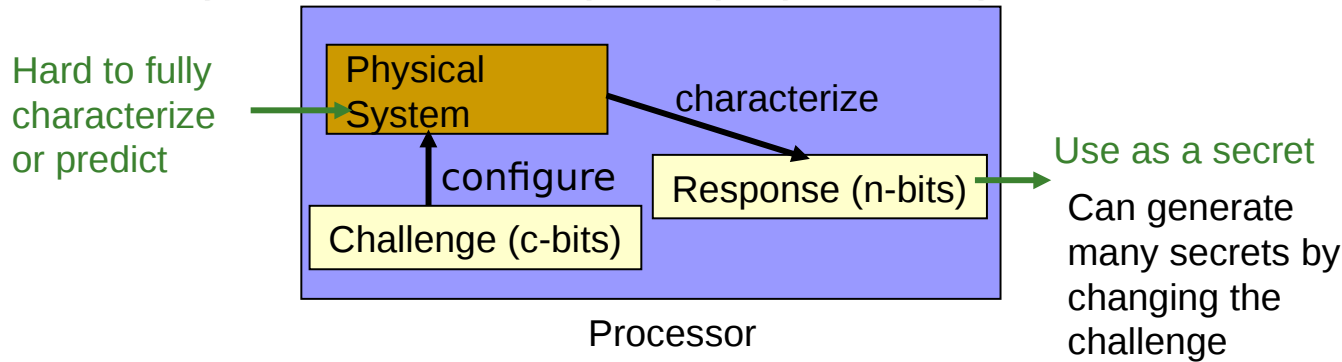 Hard to fully
characterize
or predict
Physical
System
characterize
configure
Response (n-bits)
Challenge (c-bits)
Use as a secret
Can generate
many secrets by
changing the
challenge
Processor